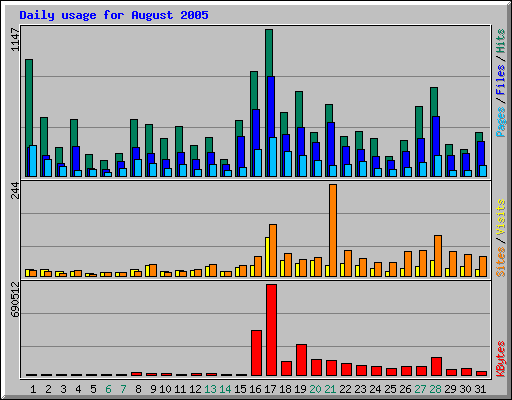 Daily usage for August 2005
1147
Pages / Files / Hits
244
Sites / Visits
690512
KBytes
1 2 3 4 5 6 7 8 9 10 11 12 13 14 15 16 17 18 19 20 21 22 23 24 25 26 27 28 29 30 31